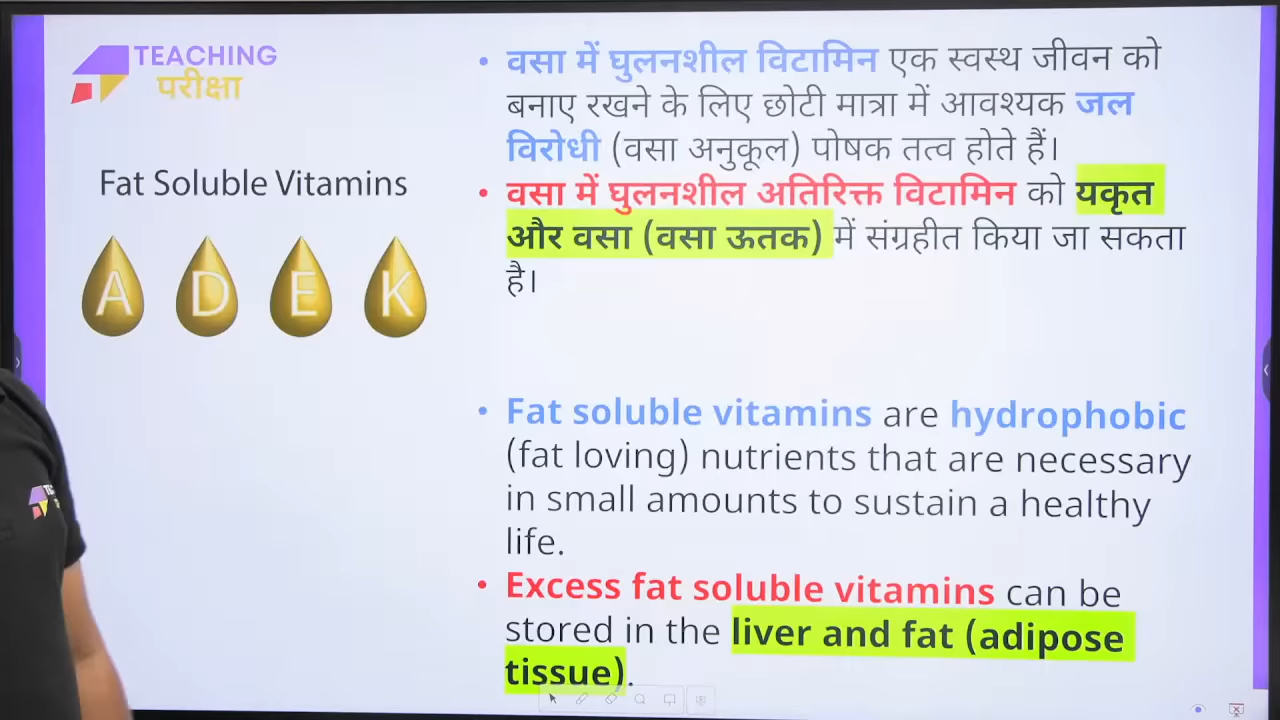 TEACHING
परीक्षा
Fat Soluble Vitamins
A D E K
• वसा में घुलनशील विटामिन एक स्वस्थ जीवन को
बनाए रखने के लिए छोटी मात्रा में आवश्यक जल
विरोधी (वसा अनुकूल) पोषक तत्व होते हैं।
• वसा में घुलनशील अतिरिक्त विटामिन को यकृत
और वसा (वसा ऊतक) में संग्रहीत किया जा सकता
है।
• Fat soluble vitamins are hydrophobic
(fat loving) nutrients that are necessary
in small amounts to sustain a healthy
life.
• Excess fat soluble vitamins can be
stored in the liver and fat (adipose
tissue).